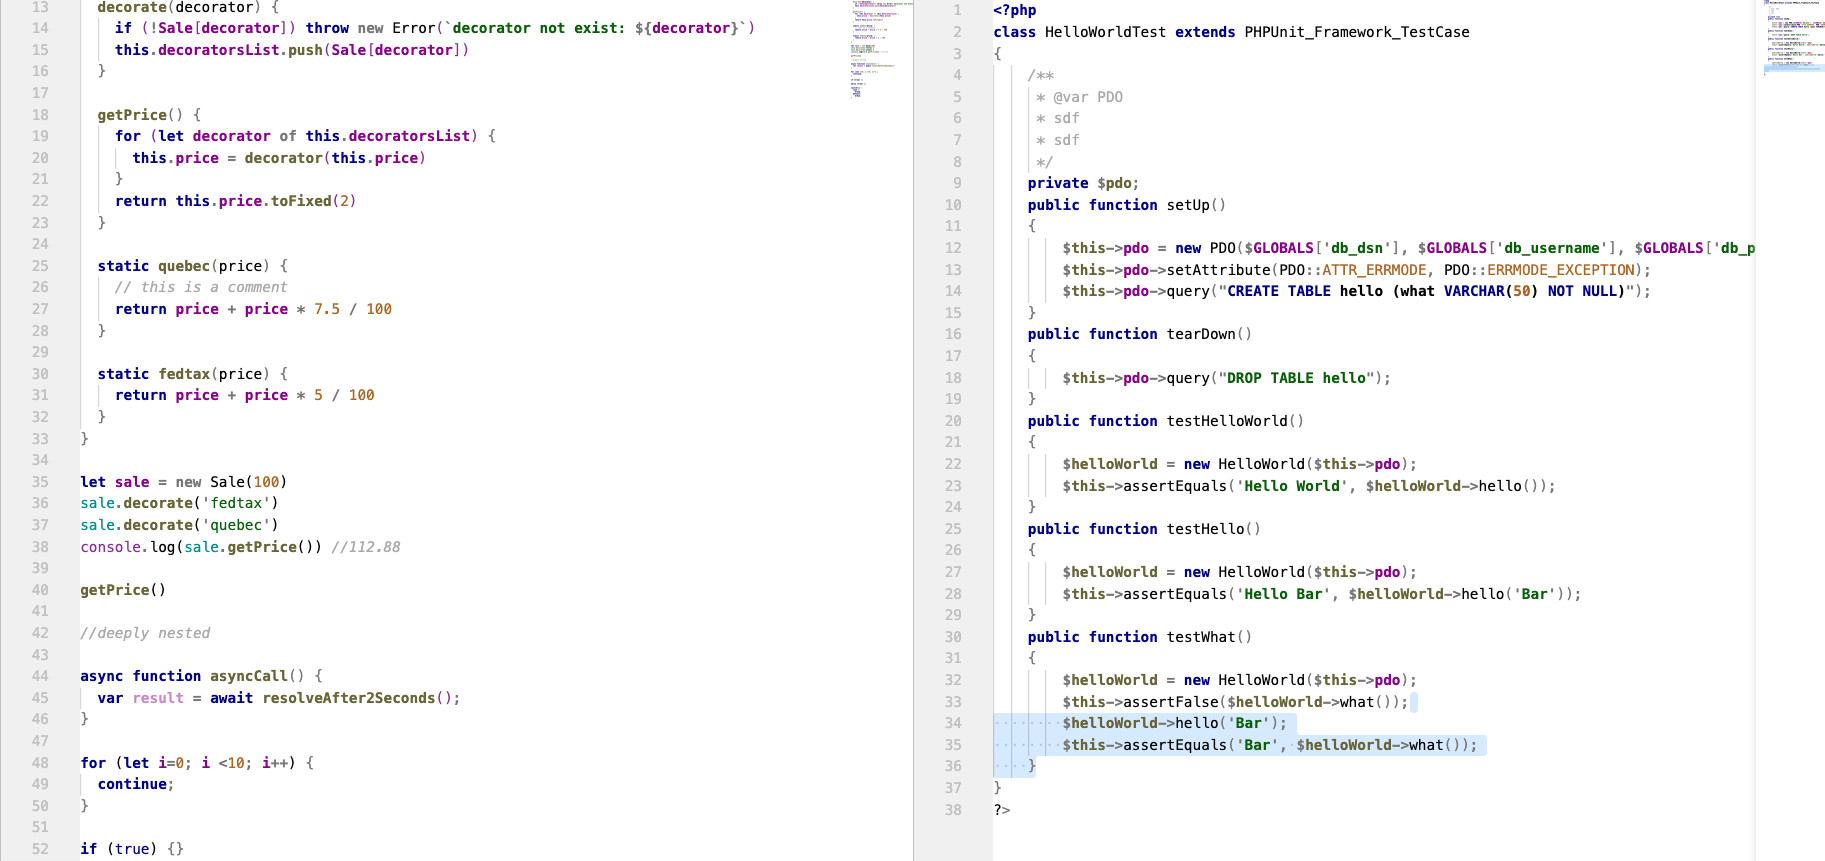 13 decorate(decorator) {
14 if (!Sale[decorator]) throw new Error(`decorator not exist: ${decorator}`)
15 this.decoratorsList.push(Sale[decorator])
16 }
17
18 getPrice() {
19 for (let decorator of this.decoratorsList) {
20 this.price = decorator(this.price)
21 }
22 return this.price.toFixed(2)
23 }
24
25 static quebec(price) {
26 // this is a comment
27 return price + price * 7.5 / 100
28 }
29
30 static fedtax(price) {
31 return price + price * 5 / 100
32 }
33 }
34
35 let sale = new Sale(100)
36 sale.decorate('fedtax')
37 sale.decorate('quebec')
38 console.log(sale.getPrice()) //112.88
39
40 getPrice()
41
42 //deeply nested
43
44 async function asyncCall() {
45 var result = await resolveAfter2Seconds();
46 }
47
48 for (let i=0; i <10; i++) {
49 continue;
50 }
51
52 if (true) {}
1 <?php
2 class HelloWorldTest extends PHPUnit_Framework_TestCase
3 {
4 /**
5 * @var PDO
6 * sdf
7 * sdf
8 */
9 private $pdo;
10 public function setUp()
11 {
12 $this->pdo = new PDO($GLOBALS['db_dsn'], $GLOBALS['db_username'], $GLOBALS['db_p
13 $this->pdo->setAttribute(PDO::ATTR_ERRMODE, PDO::ERRMODE_EXCEPTION);
14 $this->pdo->query("CREATE TABLE hello (what VARCHAR(50) NOT NULL)");
15 }
16 public function tearDown()
17 {
18 $this->pdo->query("DROP TABLE hello");
19 }
20 public function testHelloWorld()
21 {
22 $helloWorld = new HelloWorld($this->pdo);
23 $this->assertEquals('Hello World', $helloWorld->hello());
24 }
25 public function testHello()
26 {
27 $helloWorld = new HelloWorld($this->pdo);
28 $this->assertEquals('Hello Bar', $helloWorld->hello('Bar'));
29 }
30 public function testWhat()
31 {
32 $helloWorld = new HelloWorld($this->pdo);
33 $this->assertFalse($helloWorld->what());
34 $helloWorld->hello('Bar');
35 $this->assertEquals('Bar', $helloWorld->what());
36 }
37 }
38 ?>